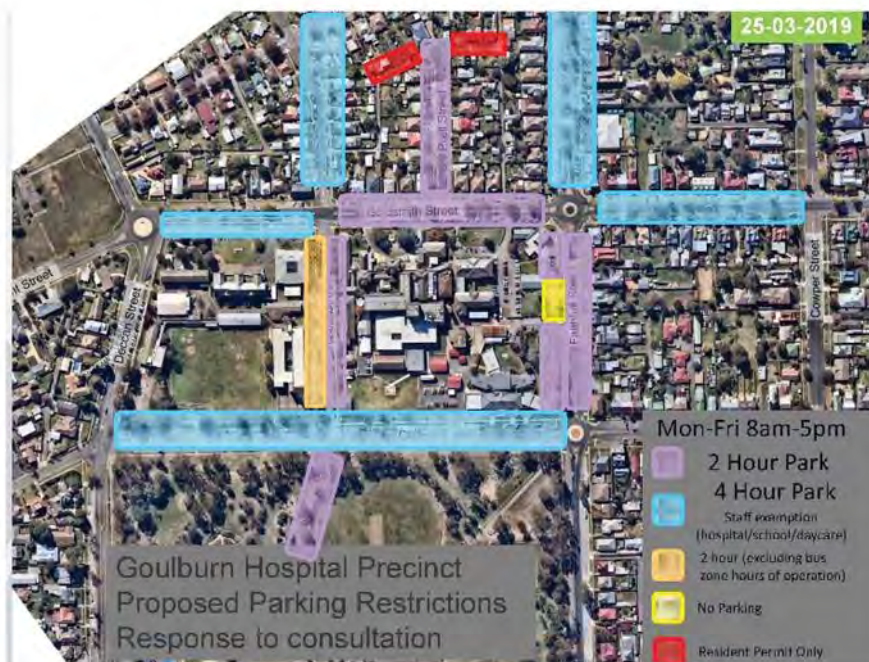 25-03-2019
Goldsmith Street
Deccan Street
Cowper Street
Mon-Fri 8am-5pm
2 Hour Park
4 Hour Park
Staff exemption
(hospital/school/daycare)
2-hour (excluding bus
zone hours of operation)
No Parking
Resident Permit Only
Goulburn Hospital Precinct
Proposed Parking Restrictions
Response to consultation